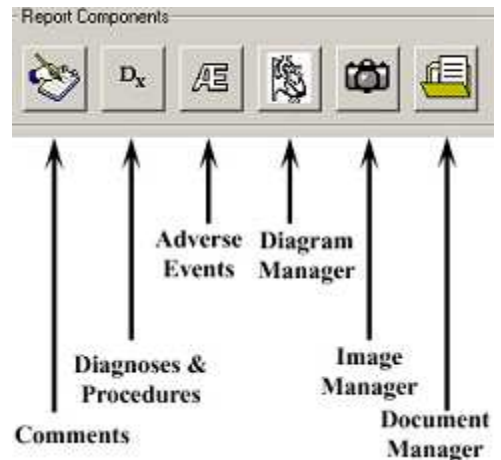 Report Components
Dx
Æ
Adverse
Events
Diagram
Manager
Diagnoses &
Procedures
Image
Manager
Comments
Document
Manager